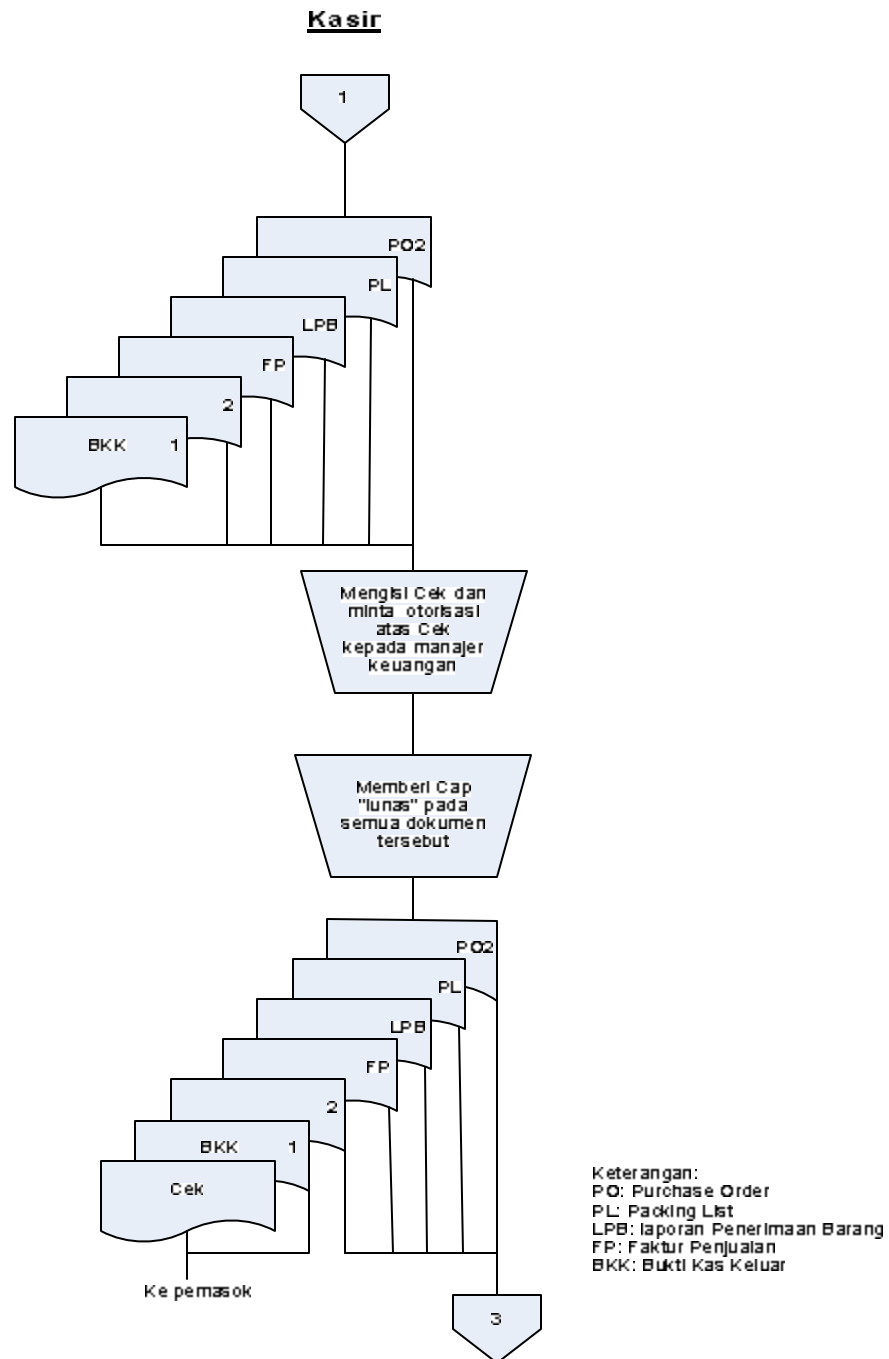 Kasir
1
PO2
PL
LPB
FP
2
BKK 1
Mengisi Cek dan
minta otorisasi
atas Cek
kepada manajer
keuangan
Memberi Cap
"lunas" pada
semua dokumen
tersebut
PO2
PL
LPB
FP
2
BKK 1
Cek
Ke pemasok
3
Keterangan:
PO: Purchase Order
PL: Packing List
LPB: laporan Penerimaan Barang
FP: Faktur Penjualan
BKK: Bukti Kas Keluar